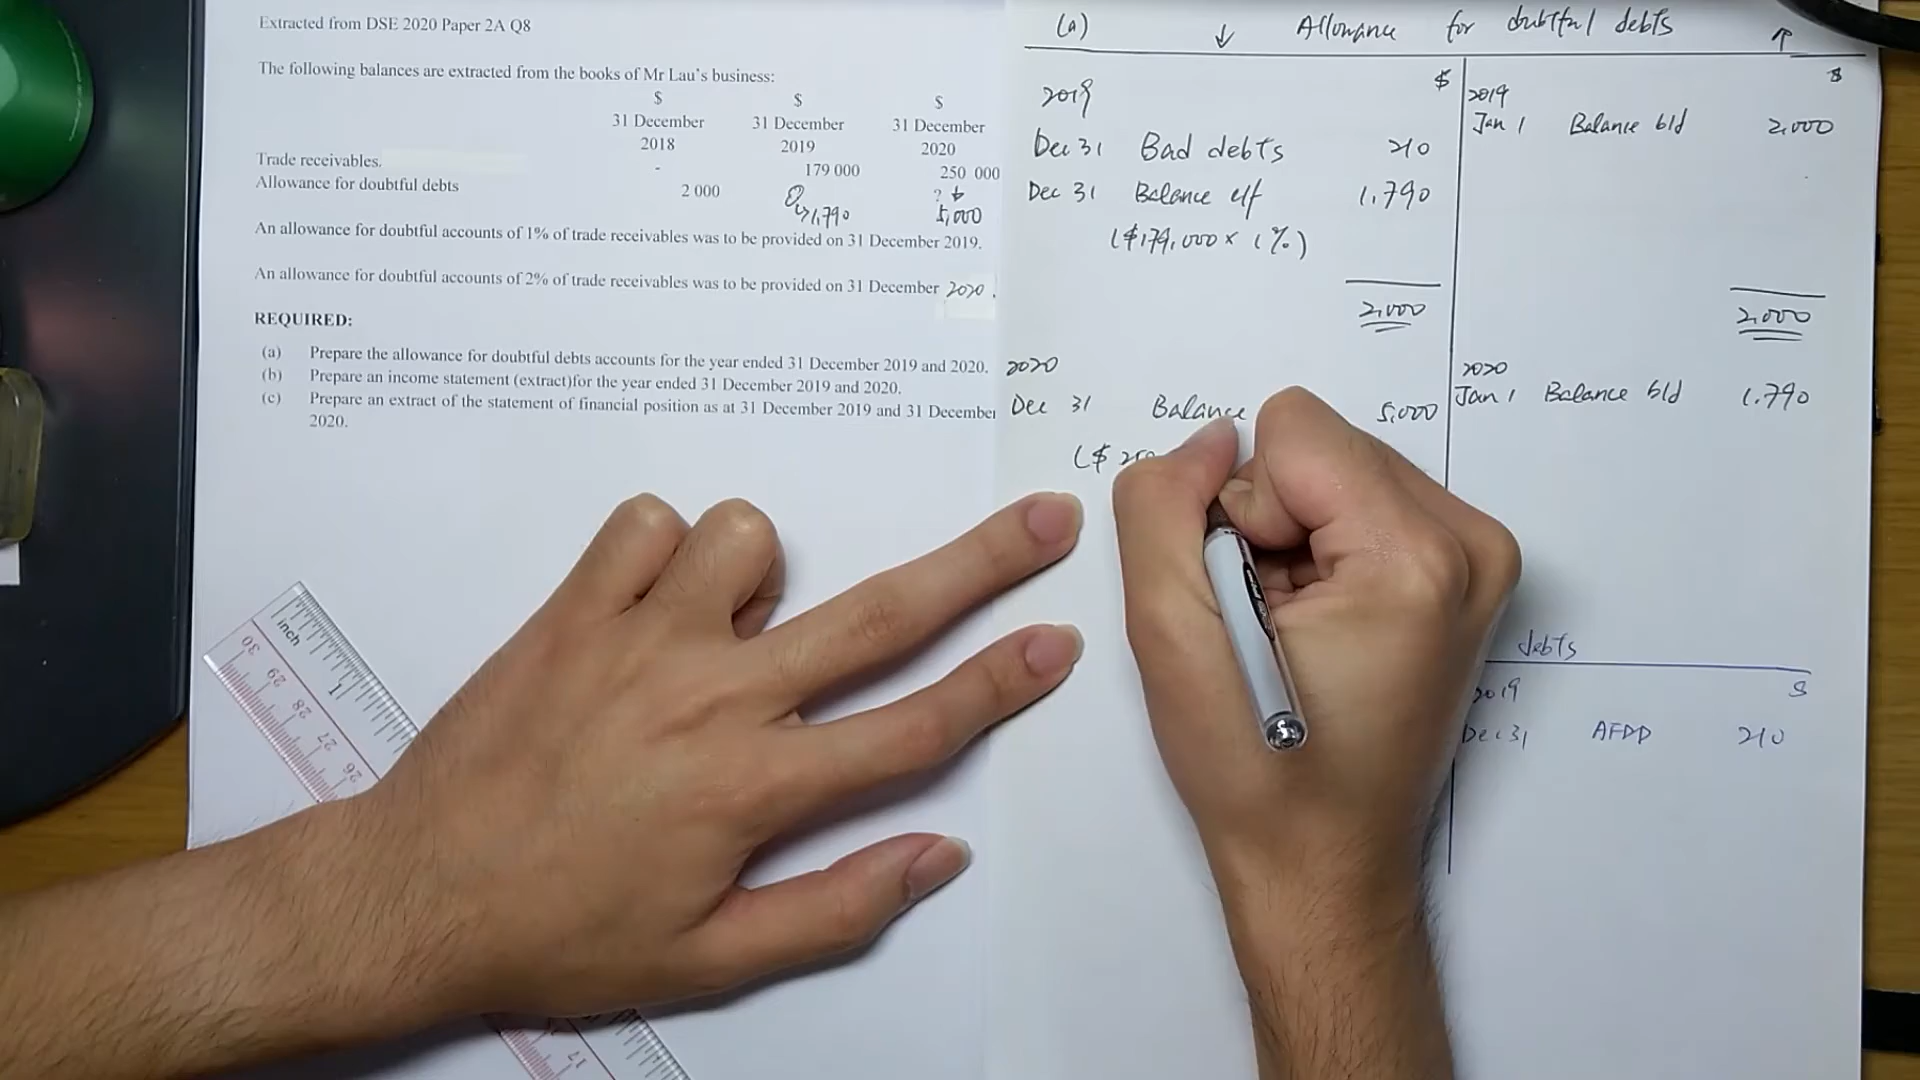 Extracted from DSE 2020 Paper 2A Q8
The following balances are extracted from the books of Mr Lau's business:
$ $ $
31 December 31 December 31 December
2018 2019 2020
Trade receivables. - 179 000 250 000
Allowance for doubtful debts 2 000 ?
1,790 5,000
An allowance for doubtful accounts of 1% of trade receivables was to be provided on 31 December 2019.
An allowance for doubtful accounts of 2% of trade receivables was to be provided on 31 December 2020.
REQUIRED:
(a) Prepare the allowance for doubtful debts accounts for the year ended 31 December 2019 and 2020.
(b) Prepare an income statement (extract)for the year ended 31 December 2019 and 2020.
(c) Prepare an extract of the statement of financial position as at 31 December 2019 and 31 December
2020.
(a) ↓ Allowance for doubtful debts ↑
2019 $
Dec 31 Bad debts 210
Dec 31 Balance c/f 1,790
($179,000 × 1%)
2,000
2020
Dec 31 Balance 5,000
($ 250
2019 $
Jan 1 Balance b/d 2,000
2,000
2020
Jan 1 Balance b/d 1,790
debts
2019 $
Dec 31 AFDD 210
inch
1
30
29
28
27
26
17